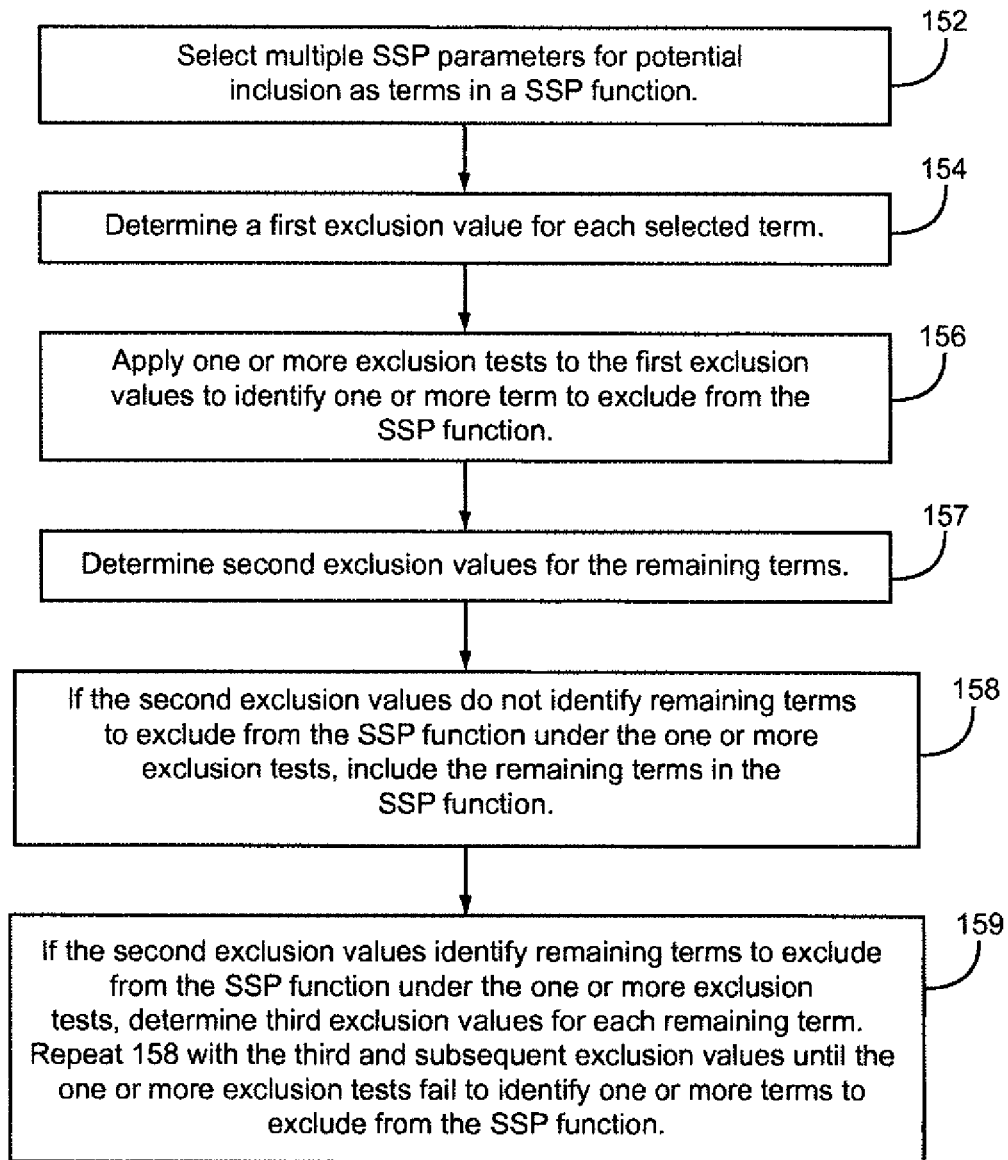 152
Select multiple SSP parameters for potential
inclusion as terms in a SSP function.
154
Determine a first exclusion value for each selected term.
156
Apply one or more exclusion tests to the first exclusion
values to identify one or more term to exclude from the
SSP function.
157
Determine second exclusion values for the remaining terms.
158
If the second exclusion values do not identify remaining terms
to exclude from the SSP function under the one or more
exclusion tests, include the remaining terms in the
SSP function.
159
If the second exclusion values identify remaining terms to exclude
from the SSP function under the one or more exclusion
tests, determine third exclusion values for each remaining term.
Repeat 158 with the third and subsequent exclusion values until the
one or more exclusion tests fail to identify one or more terms to
exclude from the SSP function.